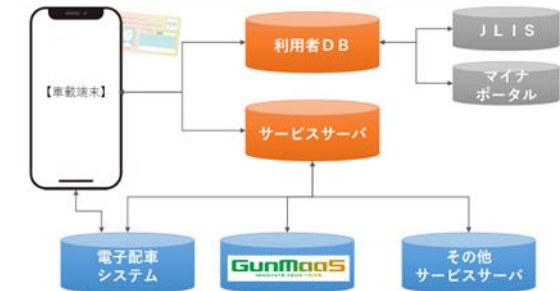 【車載端末】
利用者DB
JLIS
マイナ
ポータル
サービスサーバ
電子配車
システム
GunMaaS
その他
サービスサーバ